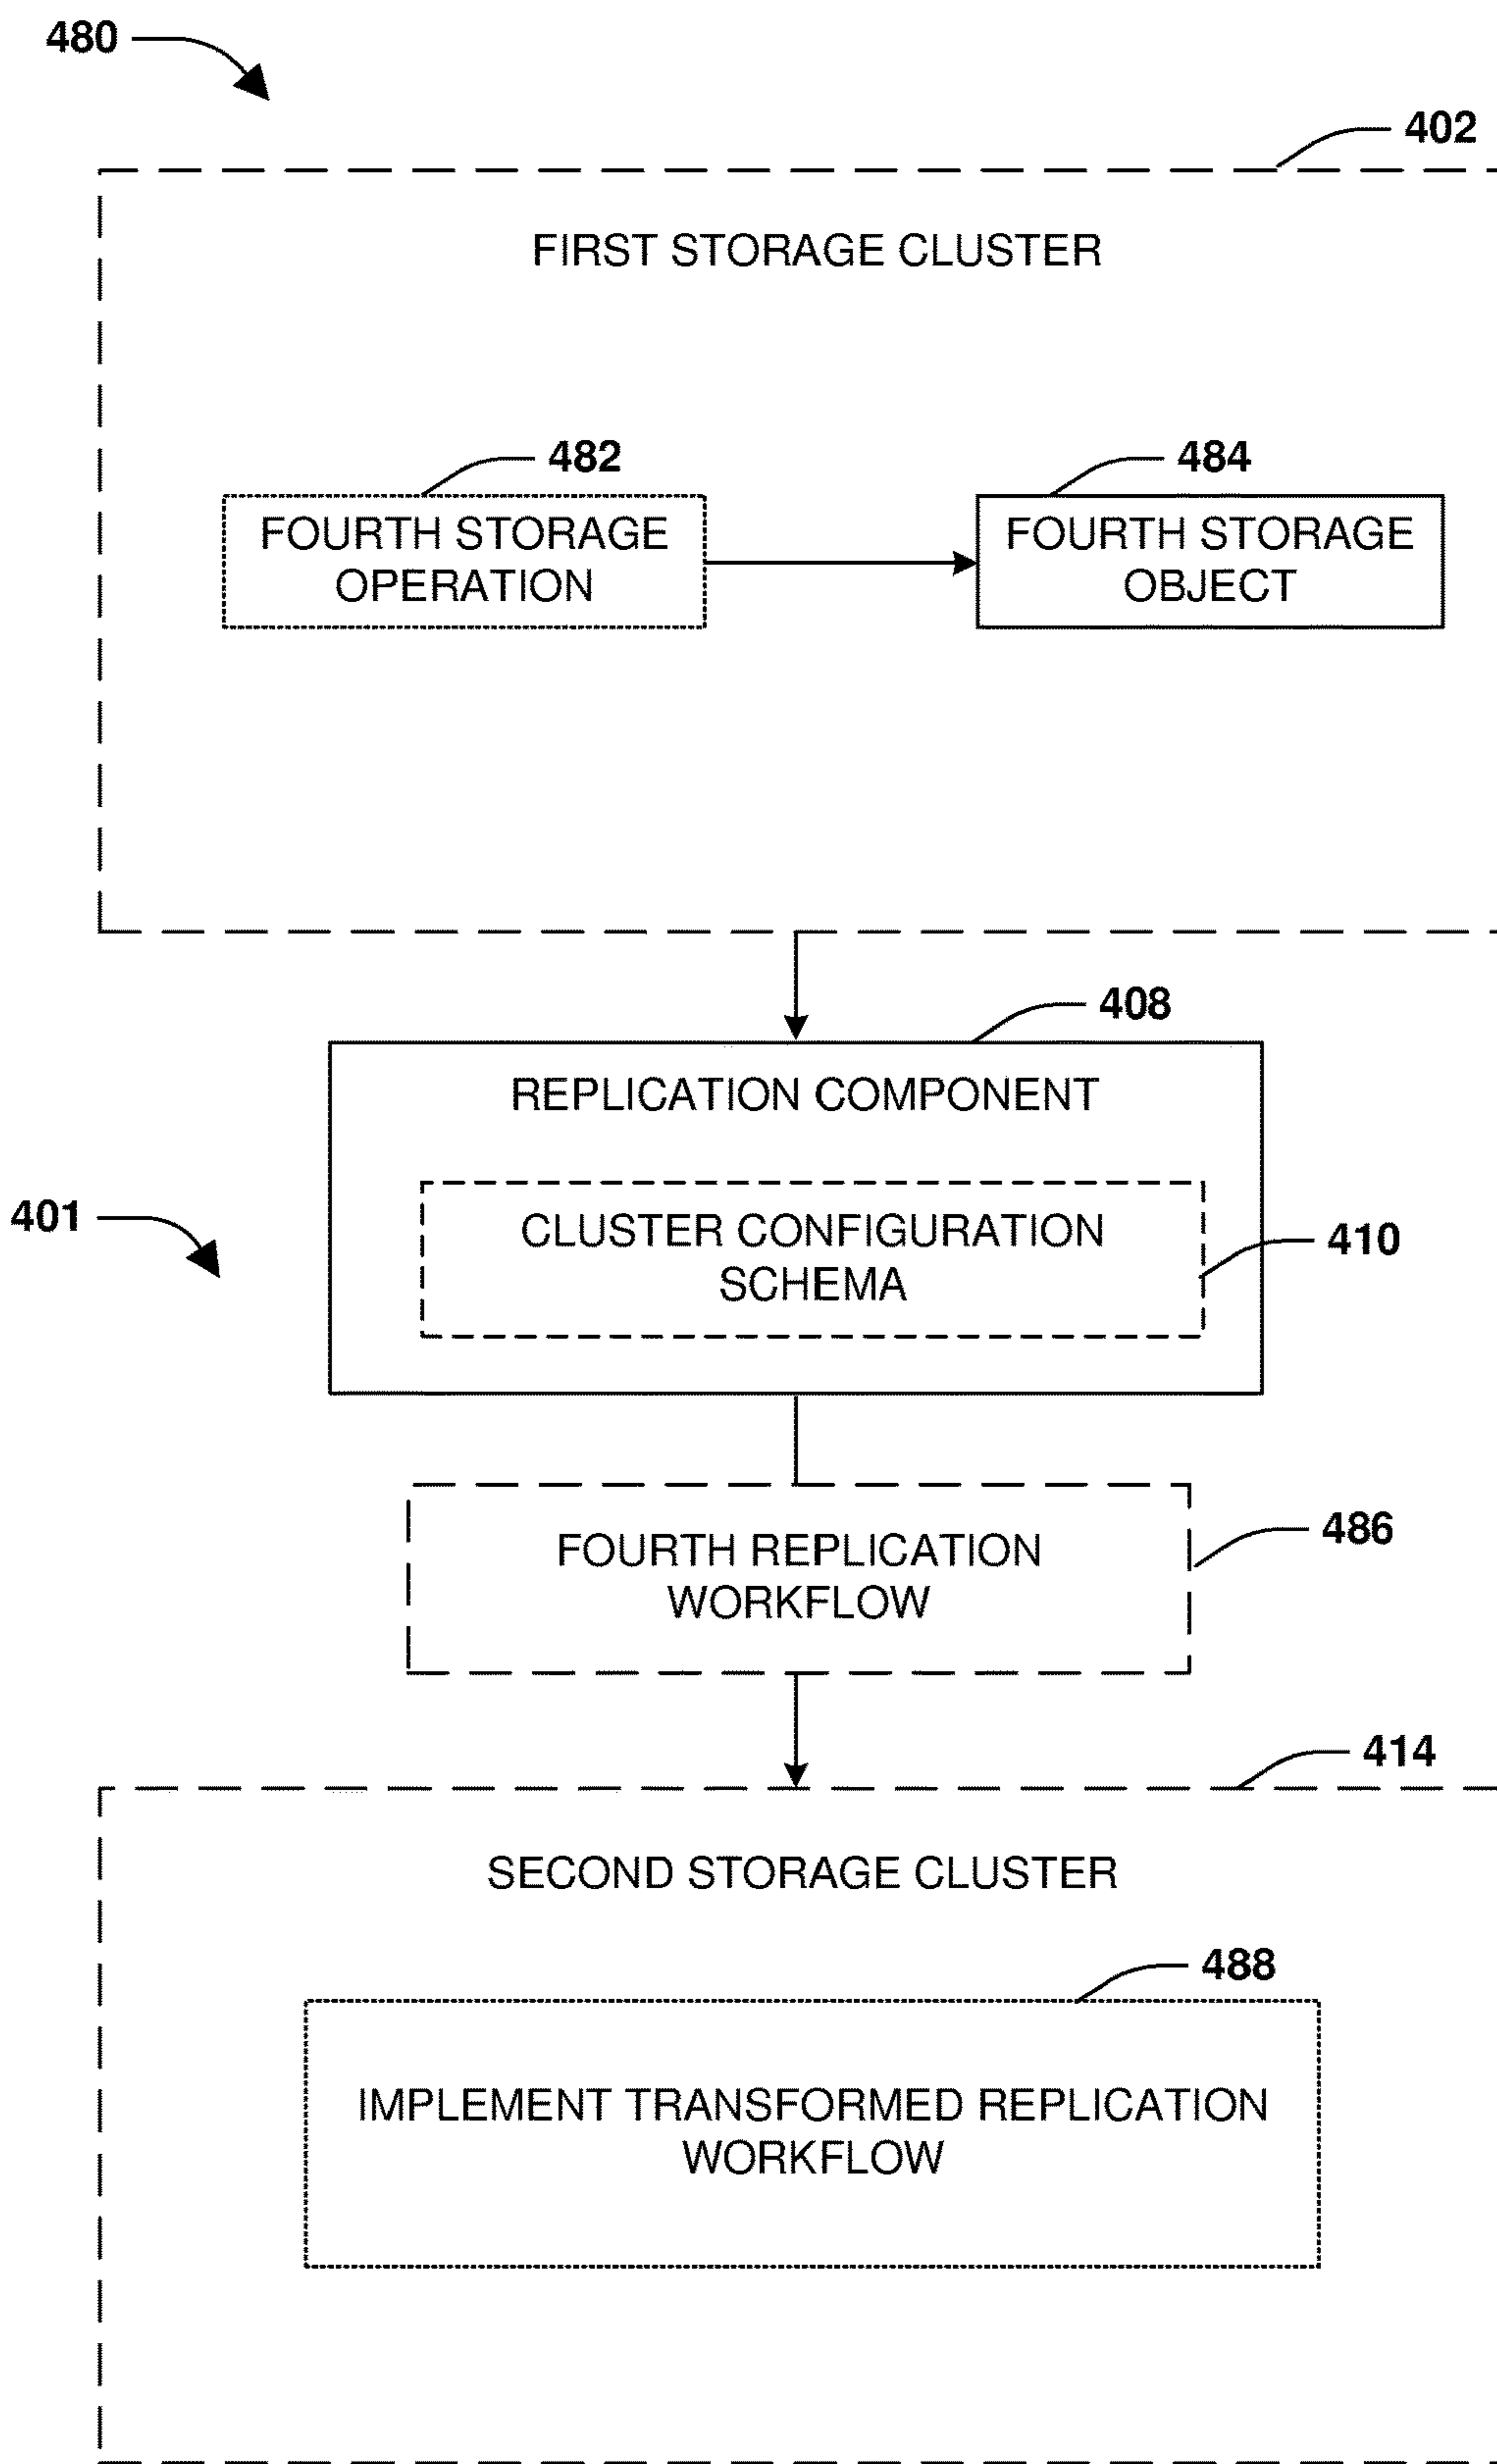 480
402
FIRST STORAGE CLUSTER
482
484
FOURTH STORAGE
OPERATION
FOURTH STORAGE
OBJECT
408
REPLICATION COMPONENT
401
CLUSTER CONFIGURATION
SCHEMA
410
FOURTH REPLICATION
WORKFLOW
486
414
SECOND STORAGE CLUSTER
488
IMPLEMENT TRANSFORMED REPLICATION
WORKFLOW